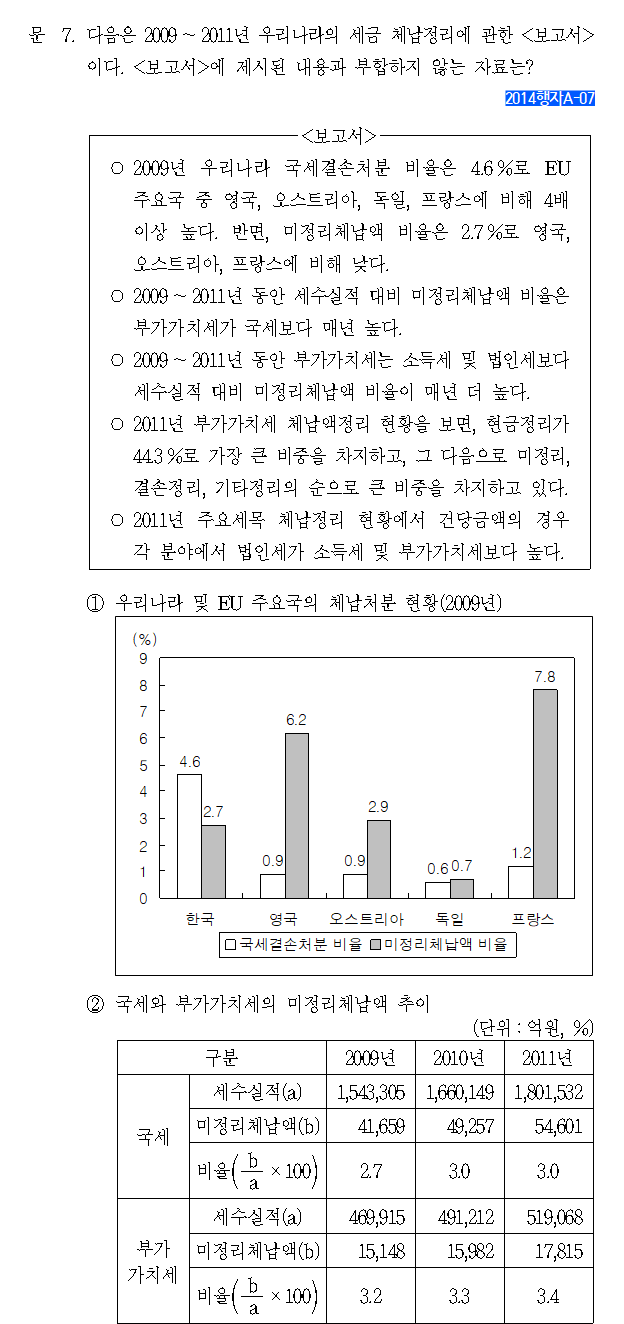 문 7. 다음은 2009 ~ 2011년 우리나라의 세금 체납정리에 관한 <보고서>
이다. <보고서>에 제시된 내용과 부합하지 않는 자료는?
2014행자A-07
<보고서>
○ 2009년 우리나라 국세결손처분 비율은 4.6 %로 EU
주요국 중 영국, 오스트리아, 독일, 프랑스에 비해 4배
이상 높다. 반면, 미정리체납액 비율은 2.7 %로 영국,
오스트리아, 프랑스에 비해 낮다.
○ 2009 ~ 2011년 동안 세수실적 대비 미정리체납액 비율은
부가가치세가 국세보다 매년 높다.
○ 2009 ~ 2011년 동안 부가가치세는 소득세 및 법인세보다
세수실적 대비 미정리체납액 비율이 매년 더 높다.
○ 2011년 부가가치세 체납액정리 현황을 보면, 현금정리가
44.3 %로 가장 큰 비중을 차지하고, 그 다음으로 미정리,
결손정리, 기타정리의 순으로 큰 비중을 차지하고 있다.
○ 2011년 주요세목 체납정리 현황에서 건당금액의 경우
각 분야에서 법인세가 소득세 및 부가가치세보다 높다.
① 우리나라 및 EU 주요국의 체납처분 현황(2009년)
(%)
9
8
7
6
5
4
3
2
1
0
4.6
2.7
0.9
6.2
0.9
2.9
0.6
0.7
1.2
7.8
한국 영국 오스트리아 독일 프랑스
국세결손처분 비율 미정리체납액 비율
② 국세와 부가가치세의 미정리체납액 추이
(단위 : 억원, %)
구분 2009년 2010년 2011년
국세 세수실적(a) 1,543,305 1,660,149 1,801,532
미정리체납액(b) 41,659 49,257 54,601
비율(b/a × 100) 2.7 3.0 3.0
부가가치세 세수실적(a) 469,915 491,212 519,068
미정리체납액(b) 15,148 15,982 17,815
비율(b/a × 100) 3.2 3.3 3.4